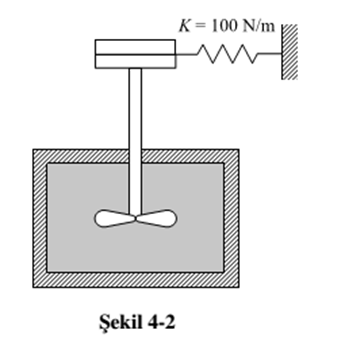 K = 100 N/m
Şekil 4-2